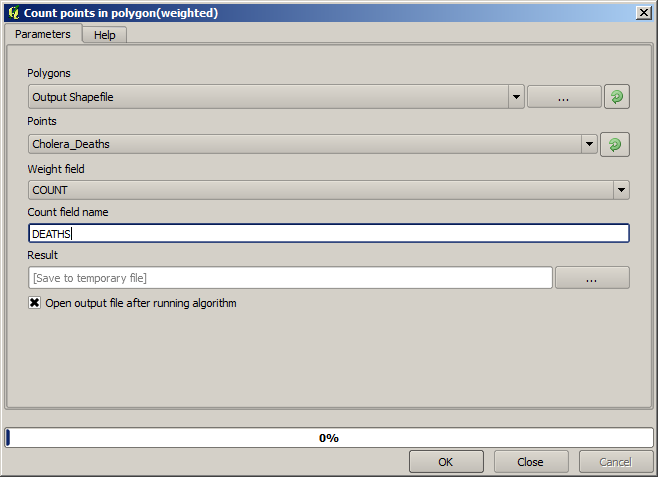 Count points in polygon(weighted)
Parameters Help
Polygons
Output Shapefile ...
Points
Cholera_Deaths
Weight field
COUNT
Count field name
DEATHS
Result
[Save to temporary file] ...
Open output file after running algorithm
0%
OK Close Cancel